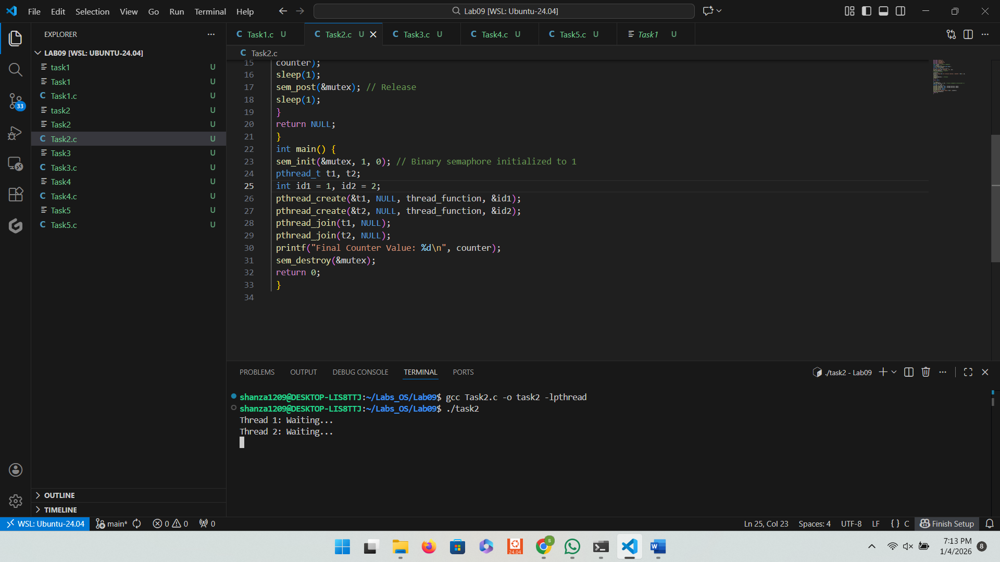 File Edit Selection View Go Run Terminal Help
Lab09 [WSL: Ubuntu-24.04]
EXPLORER
LAB09 [WSL: UBUNTU-24.04]
task1 U
Task1 U
C Task1.c U
task2 U
Task2 U
C Task2.c U
Task3 U
C Task3.c U
Task4 U
C Task4.c U
Task5 U
C Task5.c U
OUTLINE
TIMELINE
33
C Task1.c U
C Task2.c U
C Task3.c U
C Task4.c U
C Task5.c U
Task1 U
C Task2.c
15 counter);
16 sleep(1);
17 sem_post(&mutex); // Release
18 sleep(1);
19 }
20 return NULL;
21 }
22 int main() {
23 sem_init(&mutex, 1, 0); // Binary semaphore initialized to 1
24 pthread_t t1, t2;
25 int id1 = 1, id2 = 2;
26 pthread_create(&t1, NULL, thread_function, &id1);
27 pthread_create(&t2, NULL, thread_function, &id2);
28 pthread_join(t1, NULL);
29 pthread_join(t2, NULL);
30 printf("Final Counter Value: %d\n", counter);
31 sem_destroy(&mutex);
32 return 0;
33 }
34
PROBLEMS OUTPUT DEBUG CONSOLE TERMINAL PORTS
./task2 - Lab09
shanza1209@DESKTOP-LIS8TTJ:~/Labs_OS/Lab09$ gcc Task2.c -o task2 -lpthread
shanza1209@DESKTOP-LIS8TTJ:~/Labs_OS/Lab09$ ./task2
Thread 1: Waiting...
Thread 2: Waiting...
WSL: Ubuntu-24.04 main* 0 0 0
Ln 25, Col 23 Spaces: 4 UTF-8 LF {} C Finish Setup
24.04
S
W
7:13 PM
1/4/2026
8